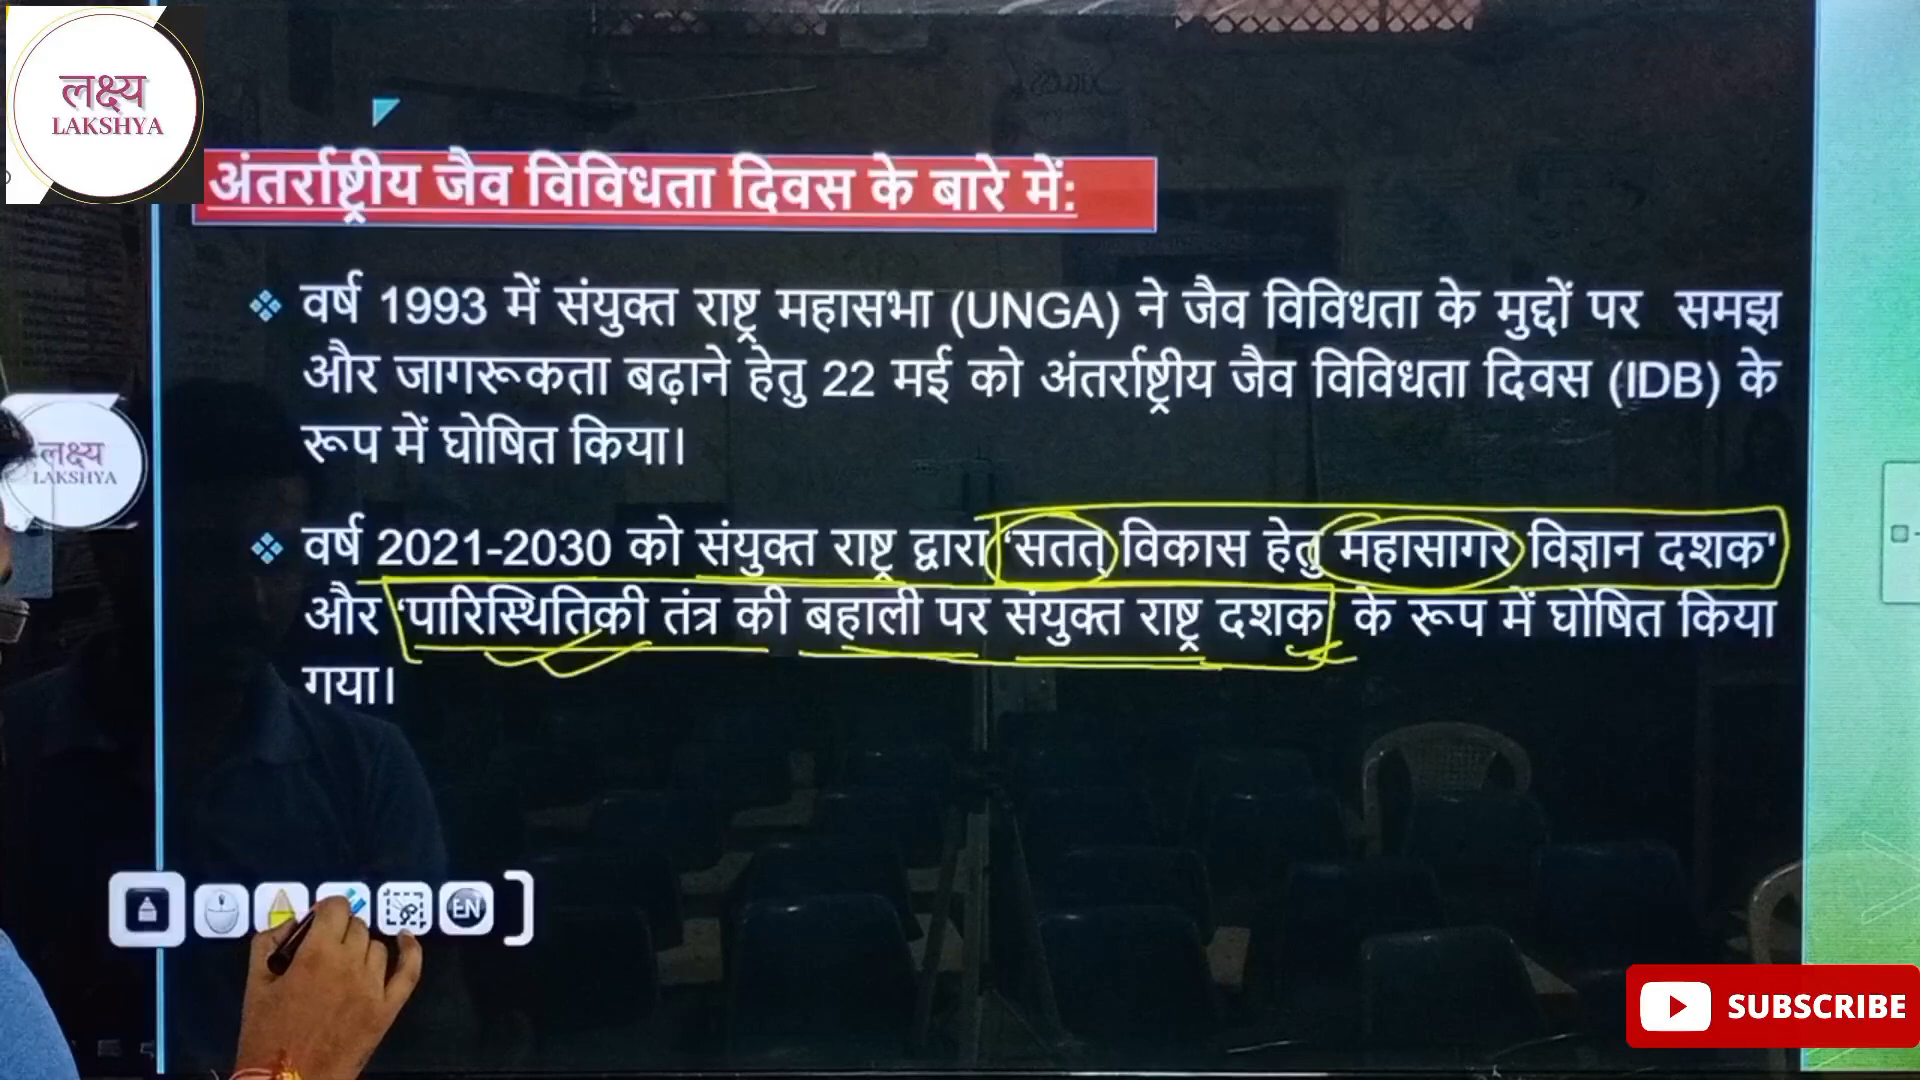 लक्ष्य
LAKSHYA
अंतर्राष्ट्रीय जैव विविधता दिवस के बारे में:
वर्ष 1993 में संयुक्त राष्ट्र महासभा (UNGA) ने जैव विविधता के मुद्दों पर समझ
और जागरूकता बढ़ाने हेतु 22 मई को अंतर्राष्ट्रीय जैव विविधता दिवस (IDB) के
रूप में घोषित किया।
लक्ष्य
LAKSHYA
वर्ष 2021-2030 को संयुक्त राष्ट्र द्वारा 'सतत् विकास हेतु महासागर विज्ञान दशक'
और 'पारिस्थितिकी तंत्र की बहाली पर संयुक्त राष्ट्र दशक के रूप में घोषित किया
गया।
EN
SUBSCRIBE